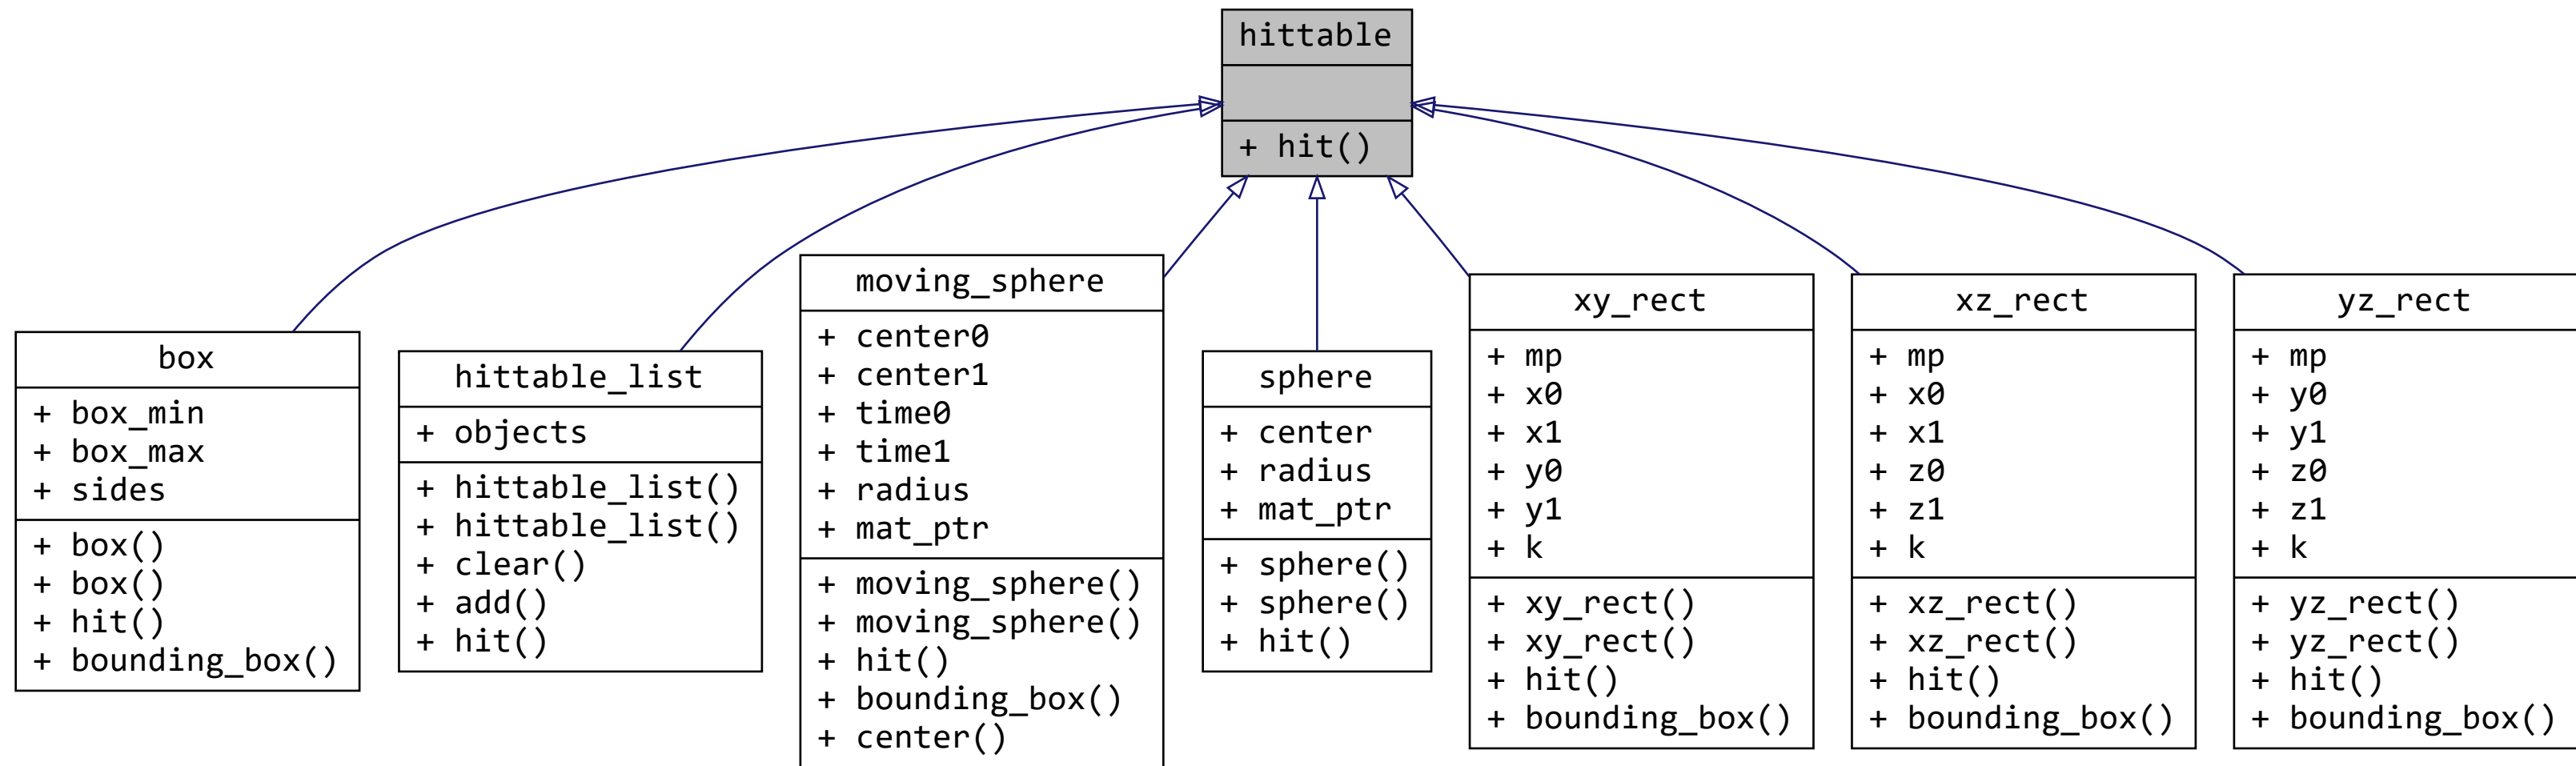 hittable
+ hit()
box
+ box_min
+ box_max
+ sides
+ box()
+ box()
+ hit()
+ bounding_box()
hittable_list
+ objects
+ hittable_list()
+ hittable_list()
+ clear()
+ add()
+ hit()
moving_sphere
+ center0
+ center1
+ time0
+ time1
+ radius
+ mat_ptr
+ moving_sphere()
+ moving_sphere()
+ hit()
+ bounding_box()
+ center()
sphere
+ center
+ radius
+ mat_ptr
+ sphere()
+ sphere()
+ hit()
xy_rect
+ mp
+ x0
+ x1
+ y0
+ y1
+ k
+ xy_rect()
+ xy_rect()
+ hit()
+ bounding_box()
xz_rect
+ mp
+ x0
+ x1
+ z0
+ z1
+ k
+ xz_rect()
+ xz_rect()
+ hit()
+ bounding_box()
yz_rect
+ mp
+ y0
+ y1
+ z0
+ z1
+ k
+ yz_rect()
+ yz_rect()
+ hit()
+ bounding_box()